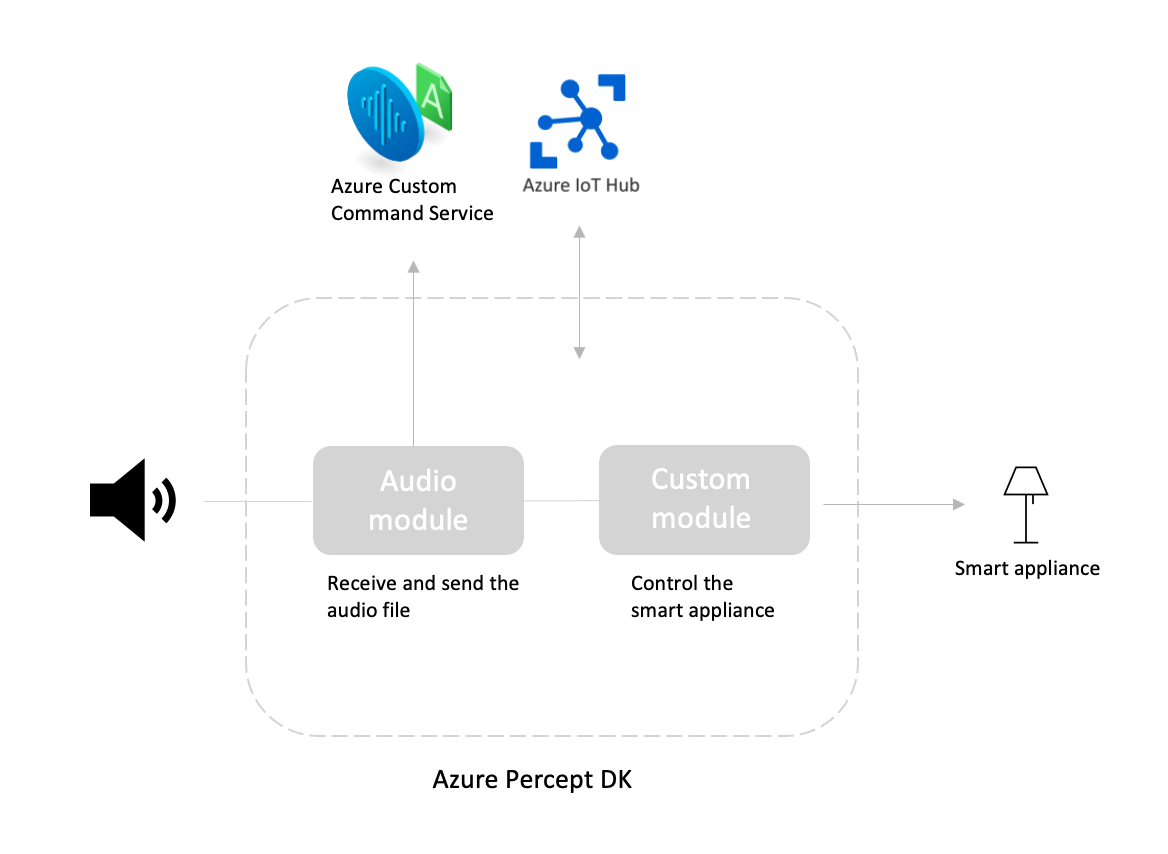 A
Azure Custom
Command Service
Azure IoT Hub
Audio
module
Custom
module
Receive and send the
audio file
Control the
smart appliance
Smart appliance
Azure Percept DK